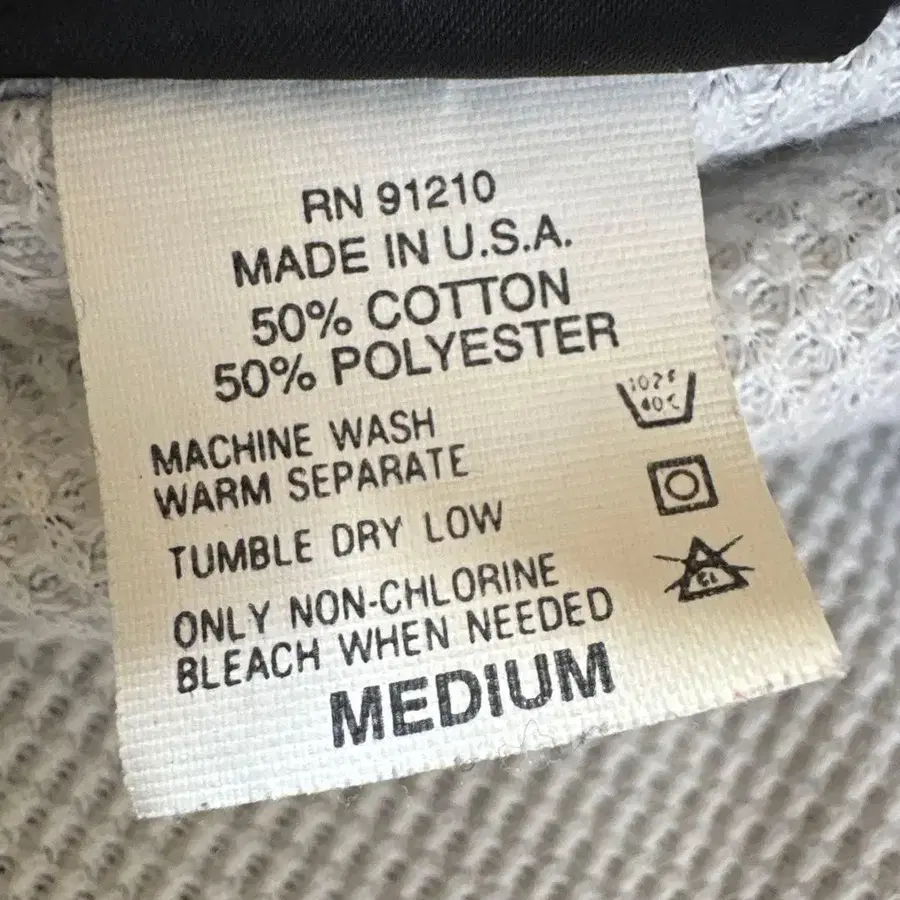 RN 91210
MADE IN U.S.A.
50% COTTON
50% POLYESTER
MACHINE WASH
WARM SEPARATE
TUMBLE DRY LOW
ONLY NON-CHLORINE
BLEACH WHEN NEEDED
MEDIUM